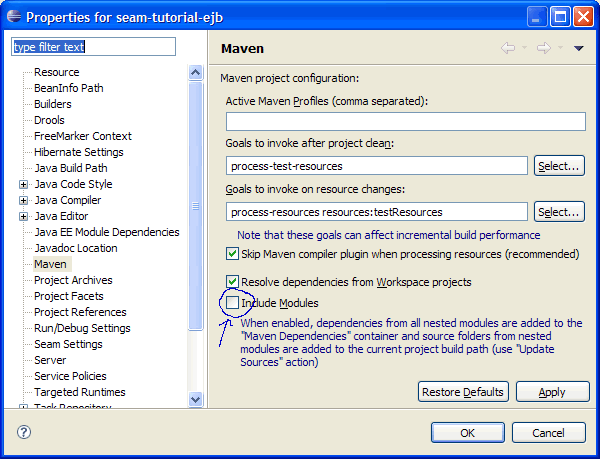 Properties for seam-tutorial-ejb
type filter text
Resource
BeanInfo Path
Builders
Drools
FreeMarker Context
Hibernate Settings
Java Build Path
Java Code Style
Java Compiler
Java Editor
Java EE Module Dependencies
Javadoc Location
Maven
Project Archives
Project Facets
Project References
Run/Debug Settings
Seam Settings
Server
Service Policies
Targeted Runtimes
Task Repository
Maven
Maven project configuration:
Active Maven Profiles (comma separated):
Goals to invoke after project clean:
process-test-resources
Select...
Goals to invoke on resource changes:
process-resources resources:testResources
Select...
Note that these goals can affect incremental build performance
Skip Maven compiler plugin when processing resources (recommended)
Resolve dependencies from Workspace projects
Include Modules
When enabled, dependencies from all nested modules are added to the
"Maven Dependencies" container and source folders from nested
modules are added to the current project build path (use "Update
Sources" action)
Restore Defaults
Apply
?
OK
Cancel